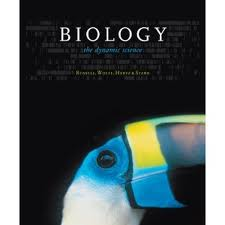 BIOLOGY
the dynamic science
RUSSELL, WOLFE, HERTZ & STARR